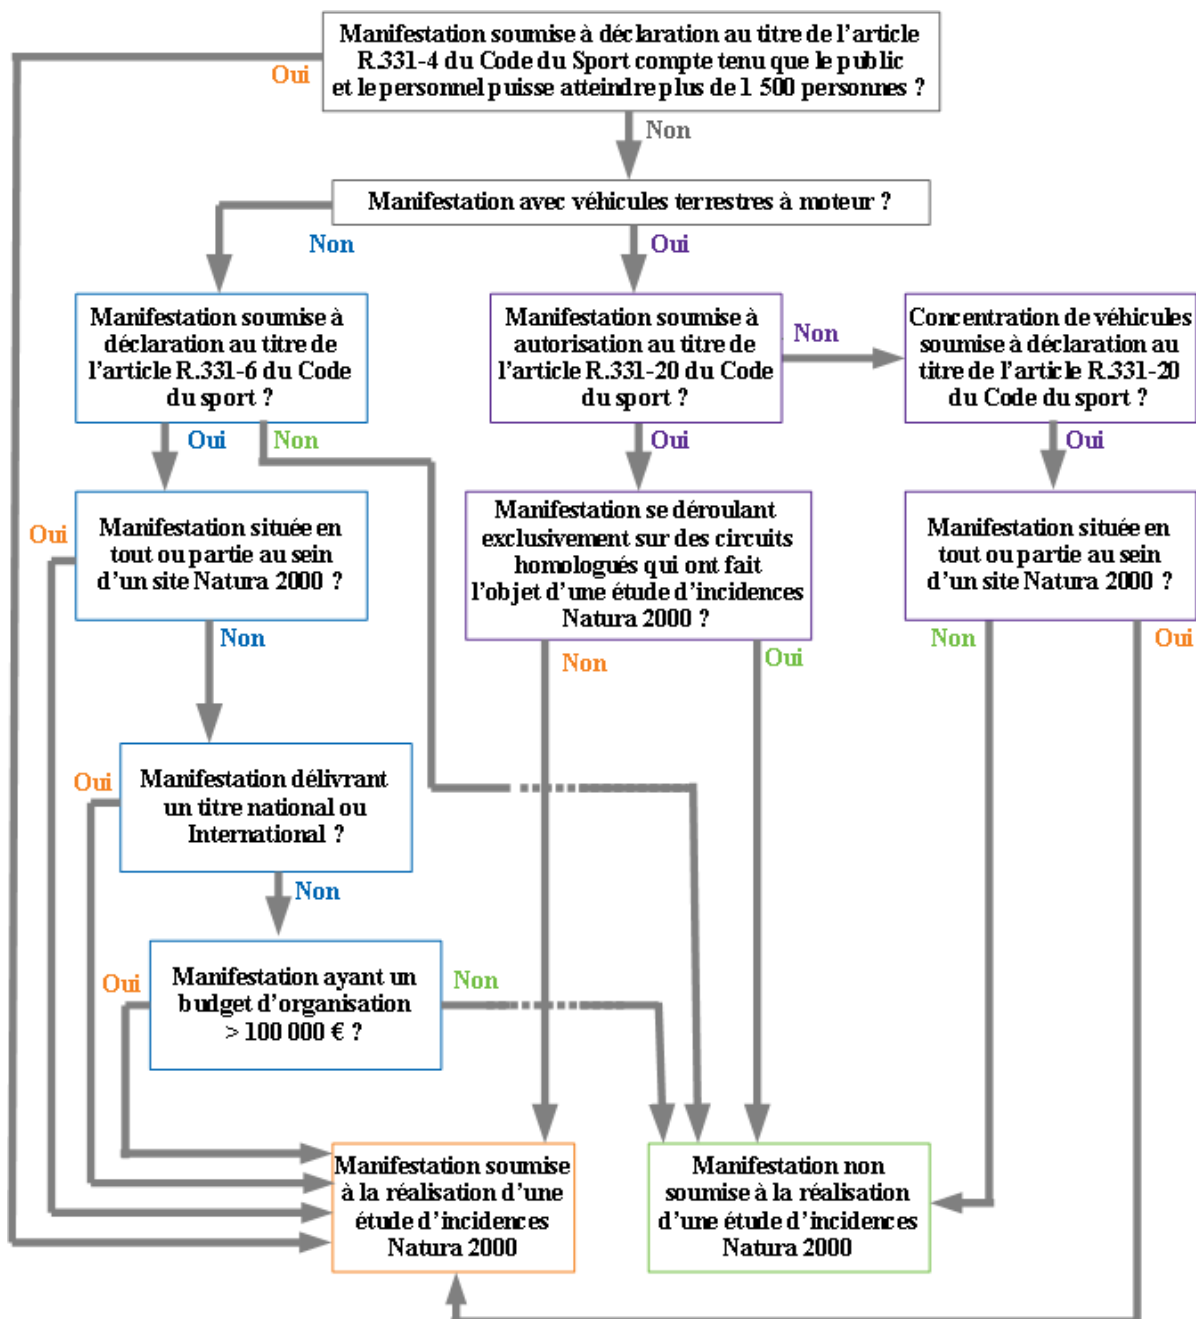 Manifestation soumise à déclaration au titre de l'article
R.331-4 du Code du Sport compte tenu que le public
et le personnel puisse atteindre plus de 1 500 personnes ?
Oui
Non
Manifestation avec véhicules terrestres à moteur ?
Non
Oui
Manifestation soumise à
déclaration au titre de
l'article R.331-6 du Code
du sport ?
Manifestation soumise à
autorisation au titre de
l'article R.331-20 du Code
du sport ?
Non
Concentration de véhicules
soumise à déclaration au
titre de l'article R.331-20
du Code du sport ?
Oui
Non
Oui
Oui
Oui
Manifestation située en
tout ou partie au sein
d'un site Natura 2000 ?
Manifestation se déroulant
exclusivement sur des circuits
homologués qui ont fait
l'objet d'une étude d'incidences
Natura 2000 ?
Manifestation située en
tout ou partie au sein
d'un site Natura 2000 ?
Non
Non
Oui
Non
Oui
Oui
Manifestation délivrant
un titre national ou
International ?
Non
Oui
Manifestation ayant un
budget d'organisation
> 100 000 € ?
Non
Manifestation soumise
à la réalisation d'une
étude d'incidences
Natura 2000
Manifestation non
soumise à la réalisation
d'une étude d'incidences
Natura 2000